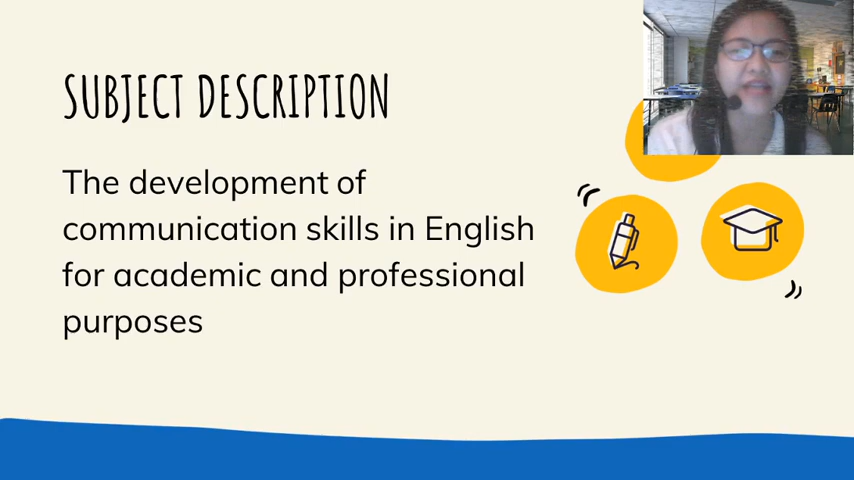 SUBJECT DESCRIPTION
The development of
communication skills in English
for academic and professional
purposes